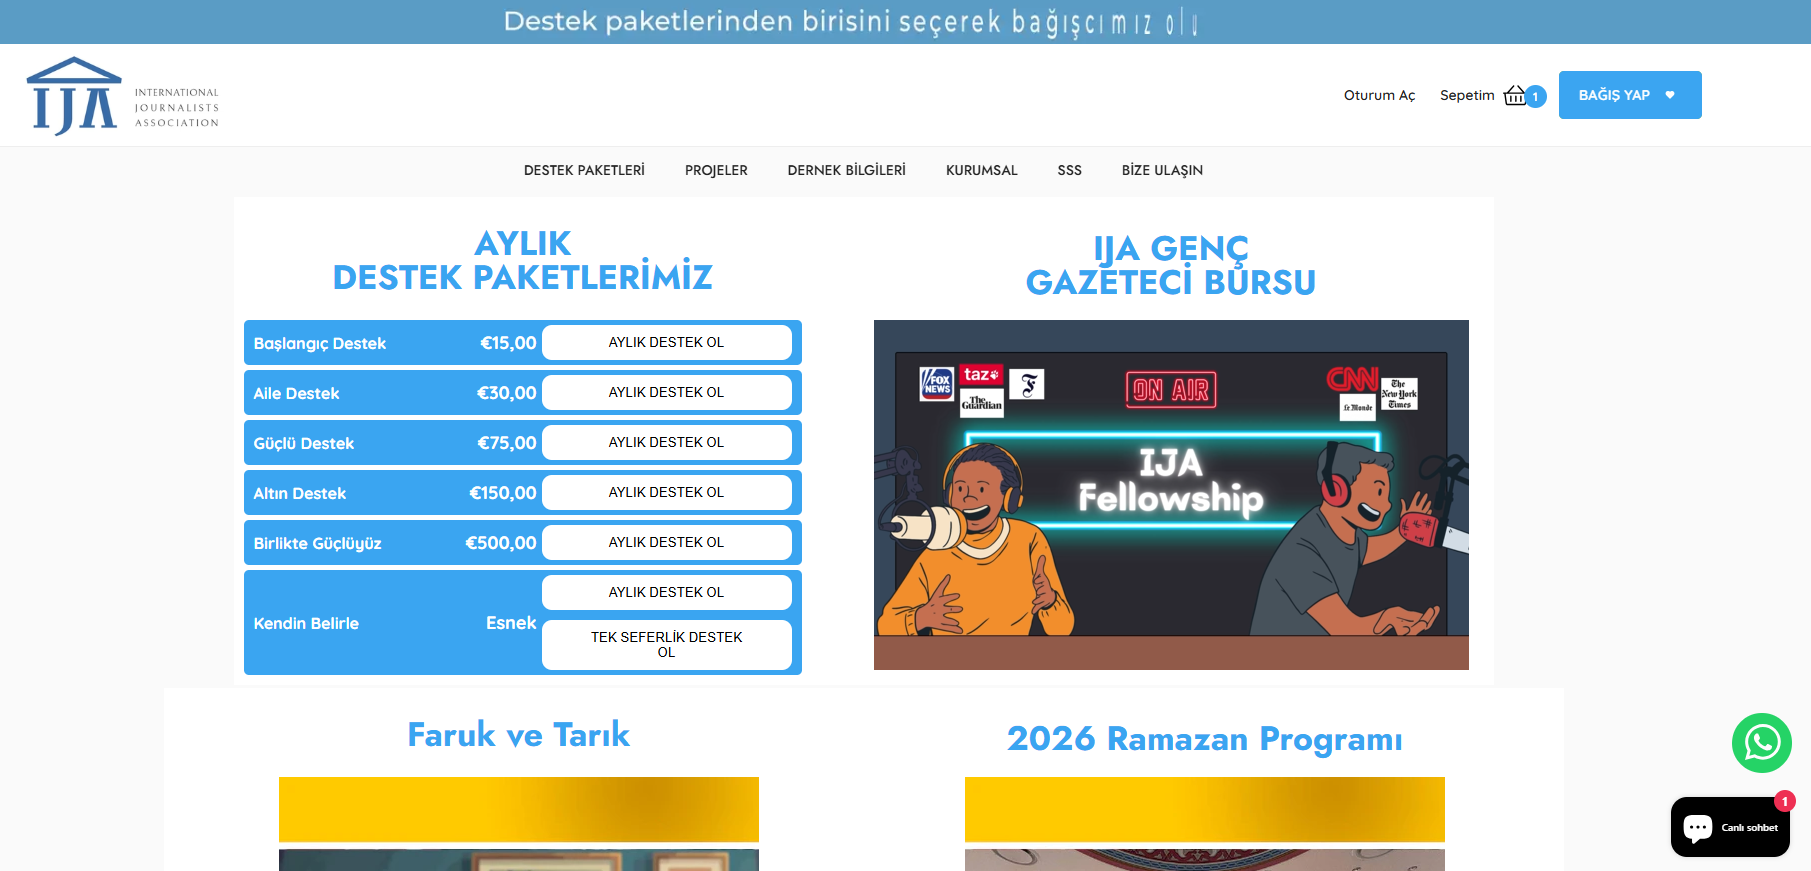 Destek paketlerinden birisini seçerek bağışcımız olu
IJA
INTERNATIONAL
JOURNALISTS
ASSOCIATION
Oturum Aç
Sepetim
1
BAĞIŞ YAP
DESTEK PAKETLERİ
PROJELER
DERNEK BİLGİLERİ
KURUMSAL
SSS
BİZE ULAŞIN
AYLIK
DESTEK PAKETLERİMİZ
Başlangıç Destek €15,00 AYLIK DESTEK OL
Aile Destek €30,00 AYLIK DESTEK OL
Güçlü Destek €75,00 AYLIK DESTEK OL
Altın Destek €150,00 AYLIK DESTEK OL
Birlikte Güçlüyüz €500,00 AYLIK DESTEK OL
Kendin Belirle Esnek AYLIK DESTEK OL
TEK SEFERLİK DESTEK
OL
IJA GENÇ
GAZETECİ BURSU
FOX
NEWS
taz
The
Guardian
F
ON AIR
CNN
Le Monde
The
New York
Times
IJA
Fellowship
Faruk ve Tarık
2026 Ramazan Programı
1
Canlı sohbet